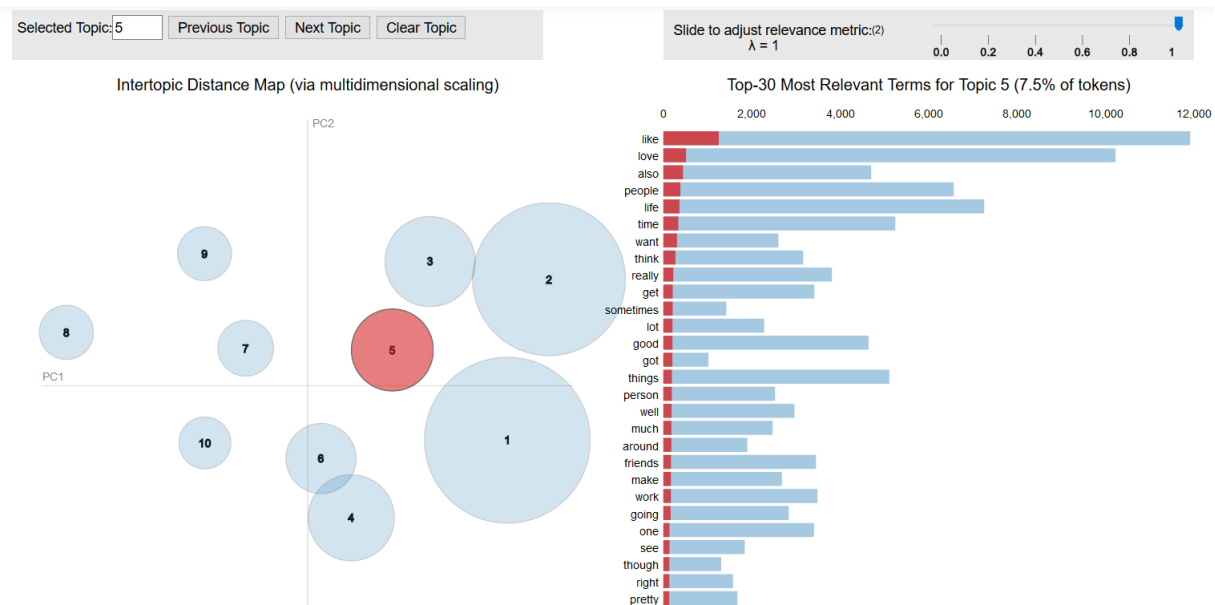 Selected Topic: 5 Previous Topic Next Topic Clear Topic
Slide to adjust relevance metric:(2)
λ = 1
0.0 0.2 0.4 0.6 0.8 1
Intertopic Distance Map (via multidimensional scaling)
PC2
PC1
9
3
2
8
7
5
10
6
1
4
Top-30 Most Relevant Terms for Topic 5 (7.5% of tokens)
0 2,000 4,000 6,000 8,000 10,000 12,000
like
love
also
people
life
time
want
think
really
get
sometimes
lot
good
got
things
person
well
much
around
friends
make
work
going
one
see
though
right
pretty